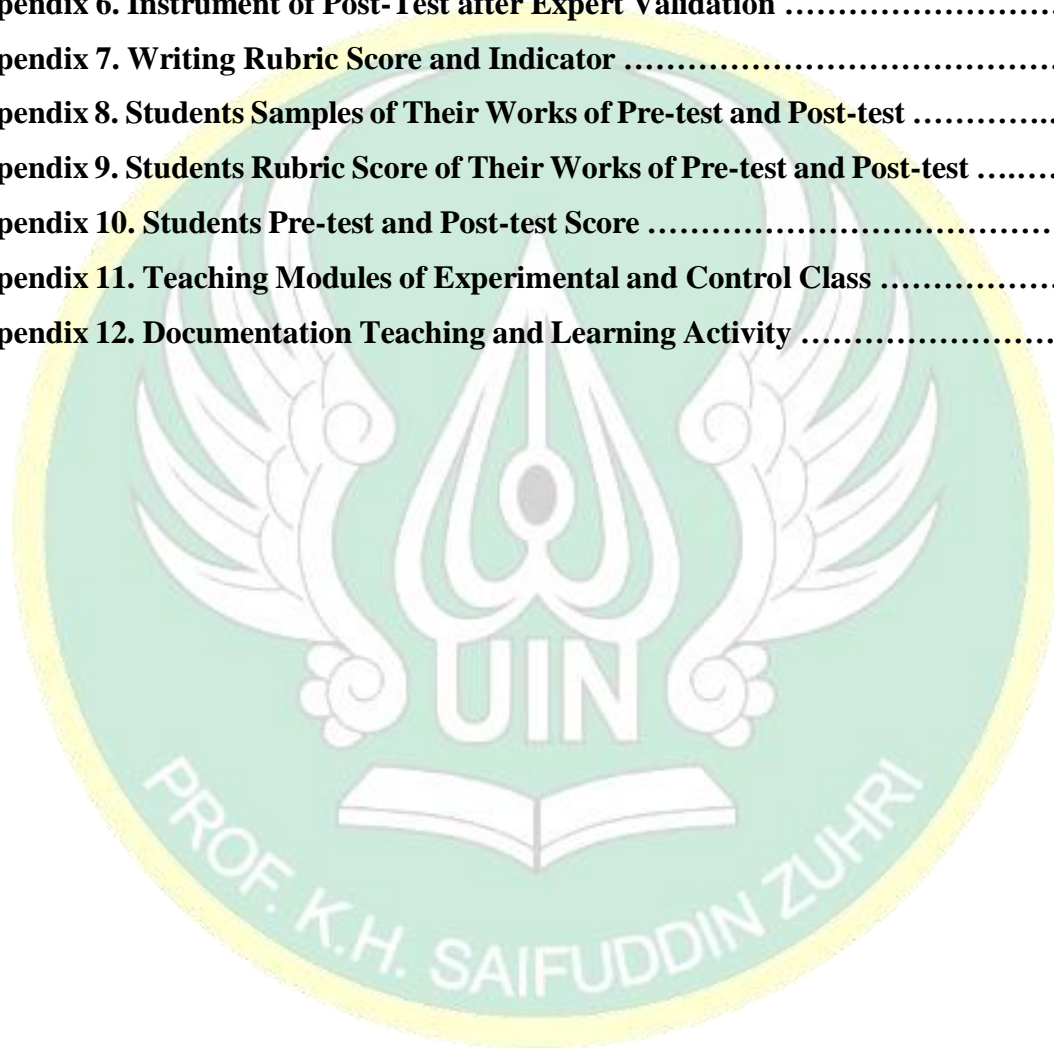 pendix 6. Instrument of Post-Test after Expert Validation ……………………….
pendix 7. Writing Rubric Score and Indicator ……………………………………….
pendix 8. Students Samples of Their Works of Pre-test and Post-test …………...
pendix 9. Students Rubric Score of Their Works of Pre-test and Post-test ….….
pendix 10. Students Pre-test and Post-test Score …………………………………….
pendix 11. Teaching Modules of Experimental and Control Class ……………….
pendix 12. Documentation Teaching and Learning Activity ……………………….
UIN
PROF. K.H. SAIFUDDIN ZUHRI